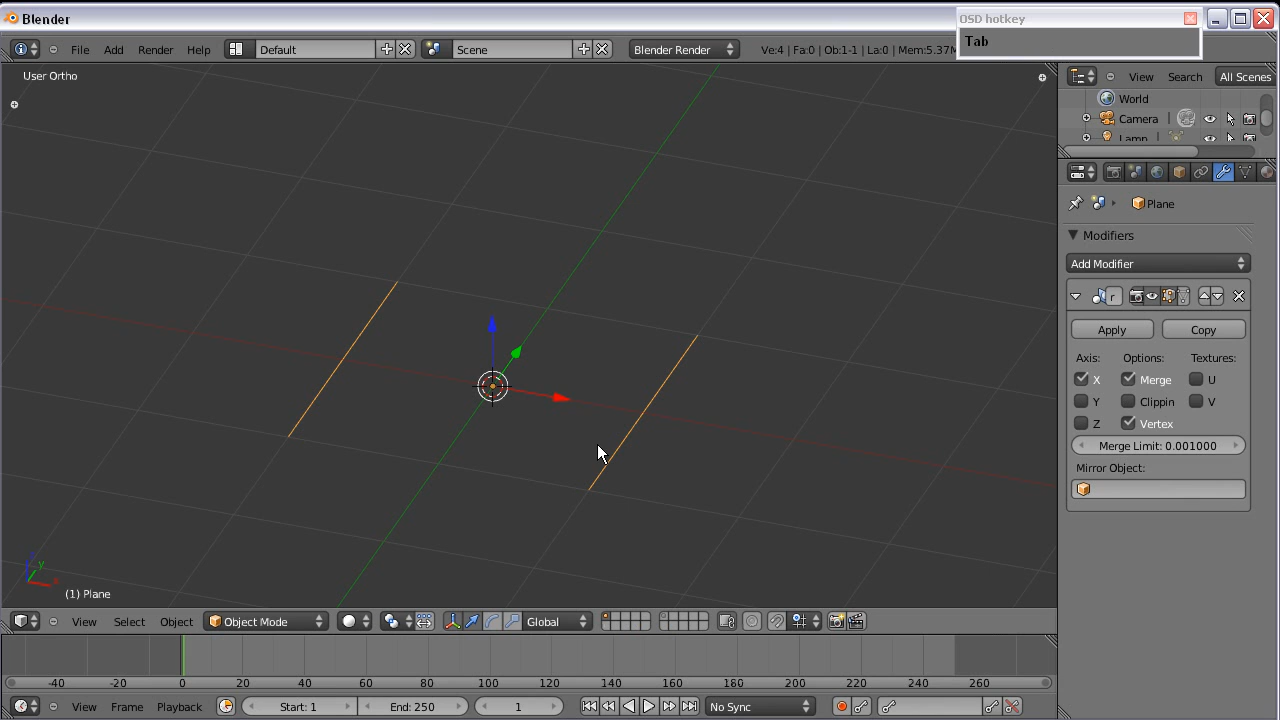 Blender
OSD hotkey
Tab
File Add Render Help Default Scene Blender Render Ve:4 | Fa:0 | Ob:1-1 | La:0 | Mem:5.37M
View Search All Scenes
User Ortho
World
Camera
Lamp
Plane
Modifiers
Add Modifier
r
Apply Copy
Axis: Options: Textures:
X Merge U
Y Clippin V
Z Vertex
Merge Limit: 0.001000
Mirror Object:
y
(1) Plane
View Select Object Object Mode Global
-40 -20 0 20 40 60 80 100 120 140 160 180 200 220 240 260
View Frame Playback Start: 1 End: 250 1 No Sync